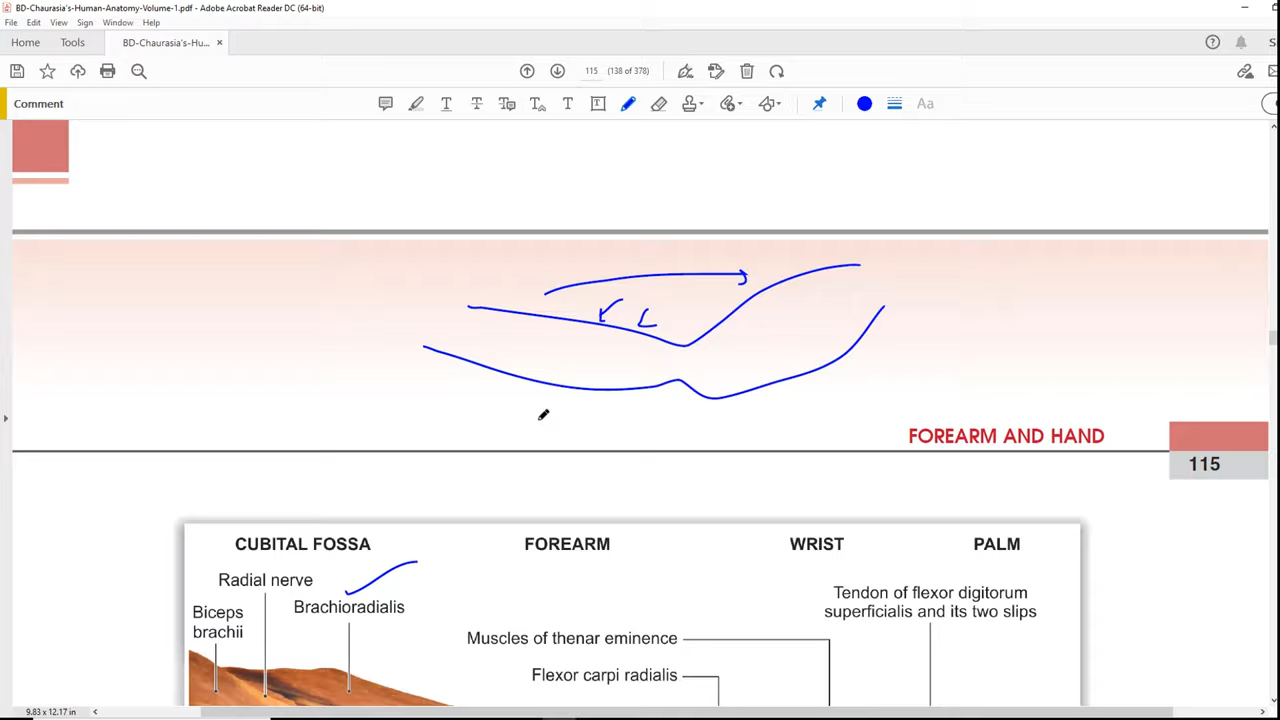 BD-Chaurasia's-Human-Anatomy-Volume-1.pdf - Adobe Acrobat Reader DC (64-bit)
File Edit View Sign Window Help
Home Tools BD-Chaurasia's-Hu... ×
115 (138 of 378)
Comment
Aa
FOREARM AND HAND
115
CUBITAL FOSSA FOREARM WRIST PALM
Radial nerve
Biceps
brachii
Brachioradialis
Tendon of flexor digitorum
superficialis and its two slips
Muscles of thenar eminence
Flexor carpi radialis
9.83 x 12.17 in